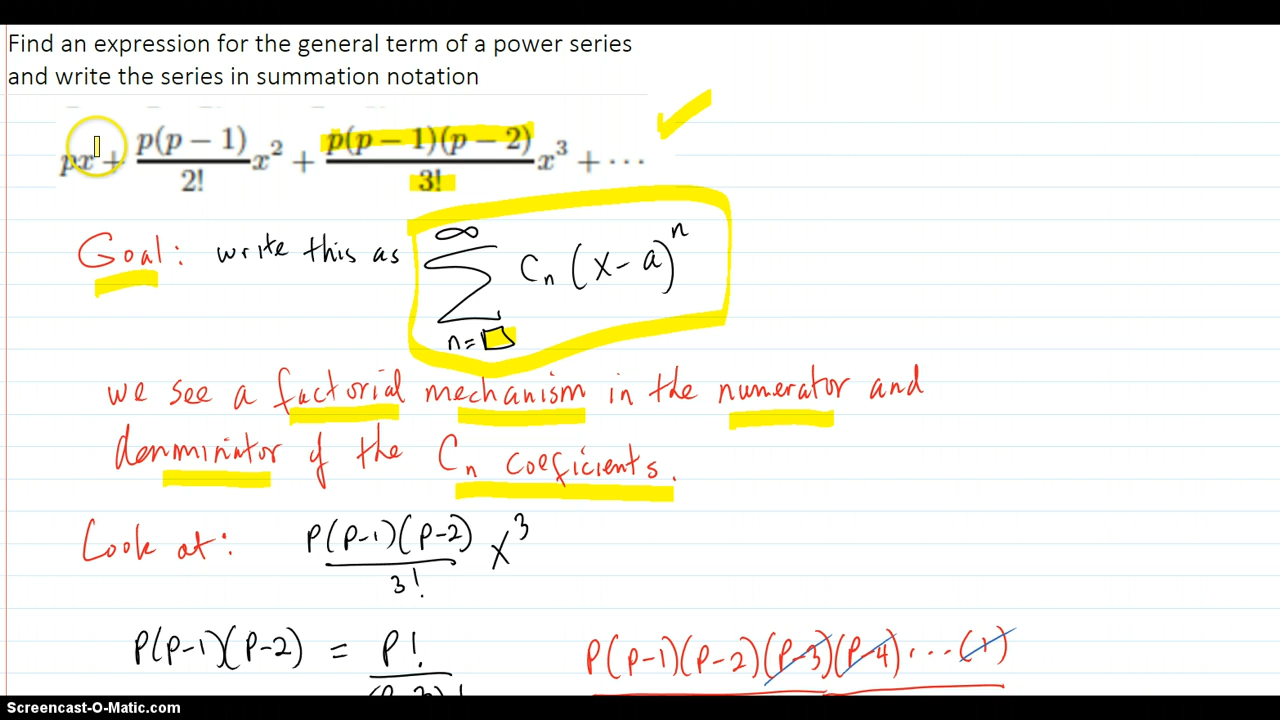 Find an expression for the general term of a power series
and write the series in summation notation
px + p(p − 1)/2! x² + p(p − 1)(p − 2)/3! x³ + ⋯
Goal: write this as ∑ n=□ ∞ Cn (x − a)ⁿ
we see a factorial mechanism in the numerator and
denminiator of the Cn coeficients.
Look at: P(P-1)(P-2)/3! x³
P(P-1)(P-2) = P!/(P-3)!
P(P-1)(P-2)(P-3)(P-4)...(1)
Screencast-O-Matic.com